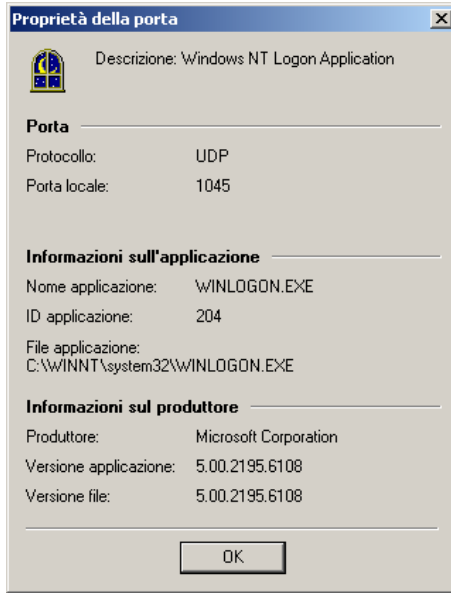 Proprietà della porta
Descrizione: Windows NT Logon Application
Porta
Protocollo: UDP
Porta locale: 1045
Informazioni sull'applicazione
Nome applicazione: WINLOGON.EXE
ID applicazione: 204
File applicazione:
C:\WINNT\system32\WINLOGON.EXE
Informazioni sul produttore
Produttore: Microsoft Corporation
Versione applicazione: 5.00.2195.6108
Versione file: 5.00.2195.6108
OK